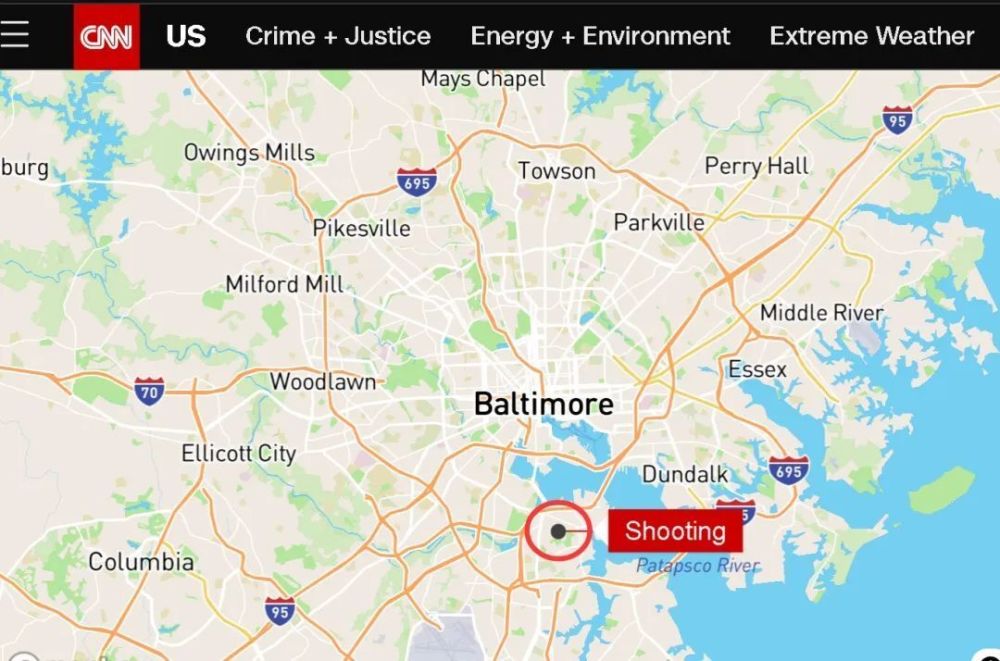 CNN US Crime + Justice Energy + Environment Extreme Weather
Mays Chapel
95
Owings Mills
burg
Towson
Perry Hall
695
Pikesville
Parkville
Milford Mill
Middle River
Essex
Woodlawn
70
Baltimore
Ellicott City
Dundalk
695
5
Shooting
Columbia
Patapsco River
95